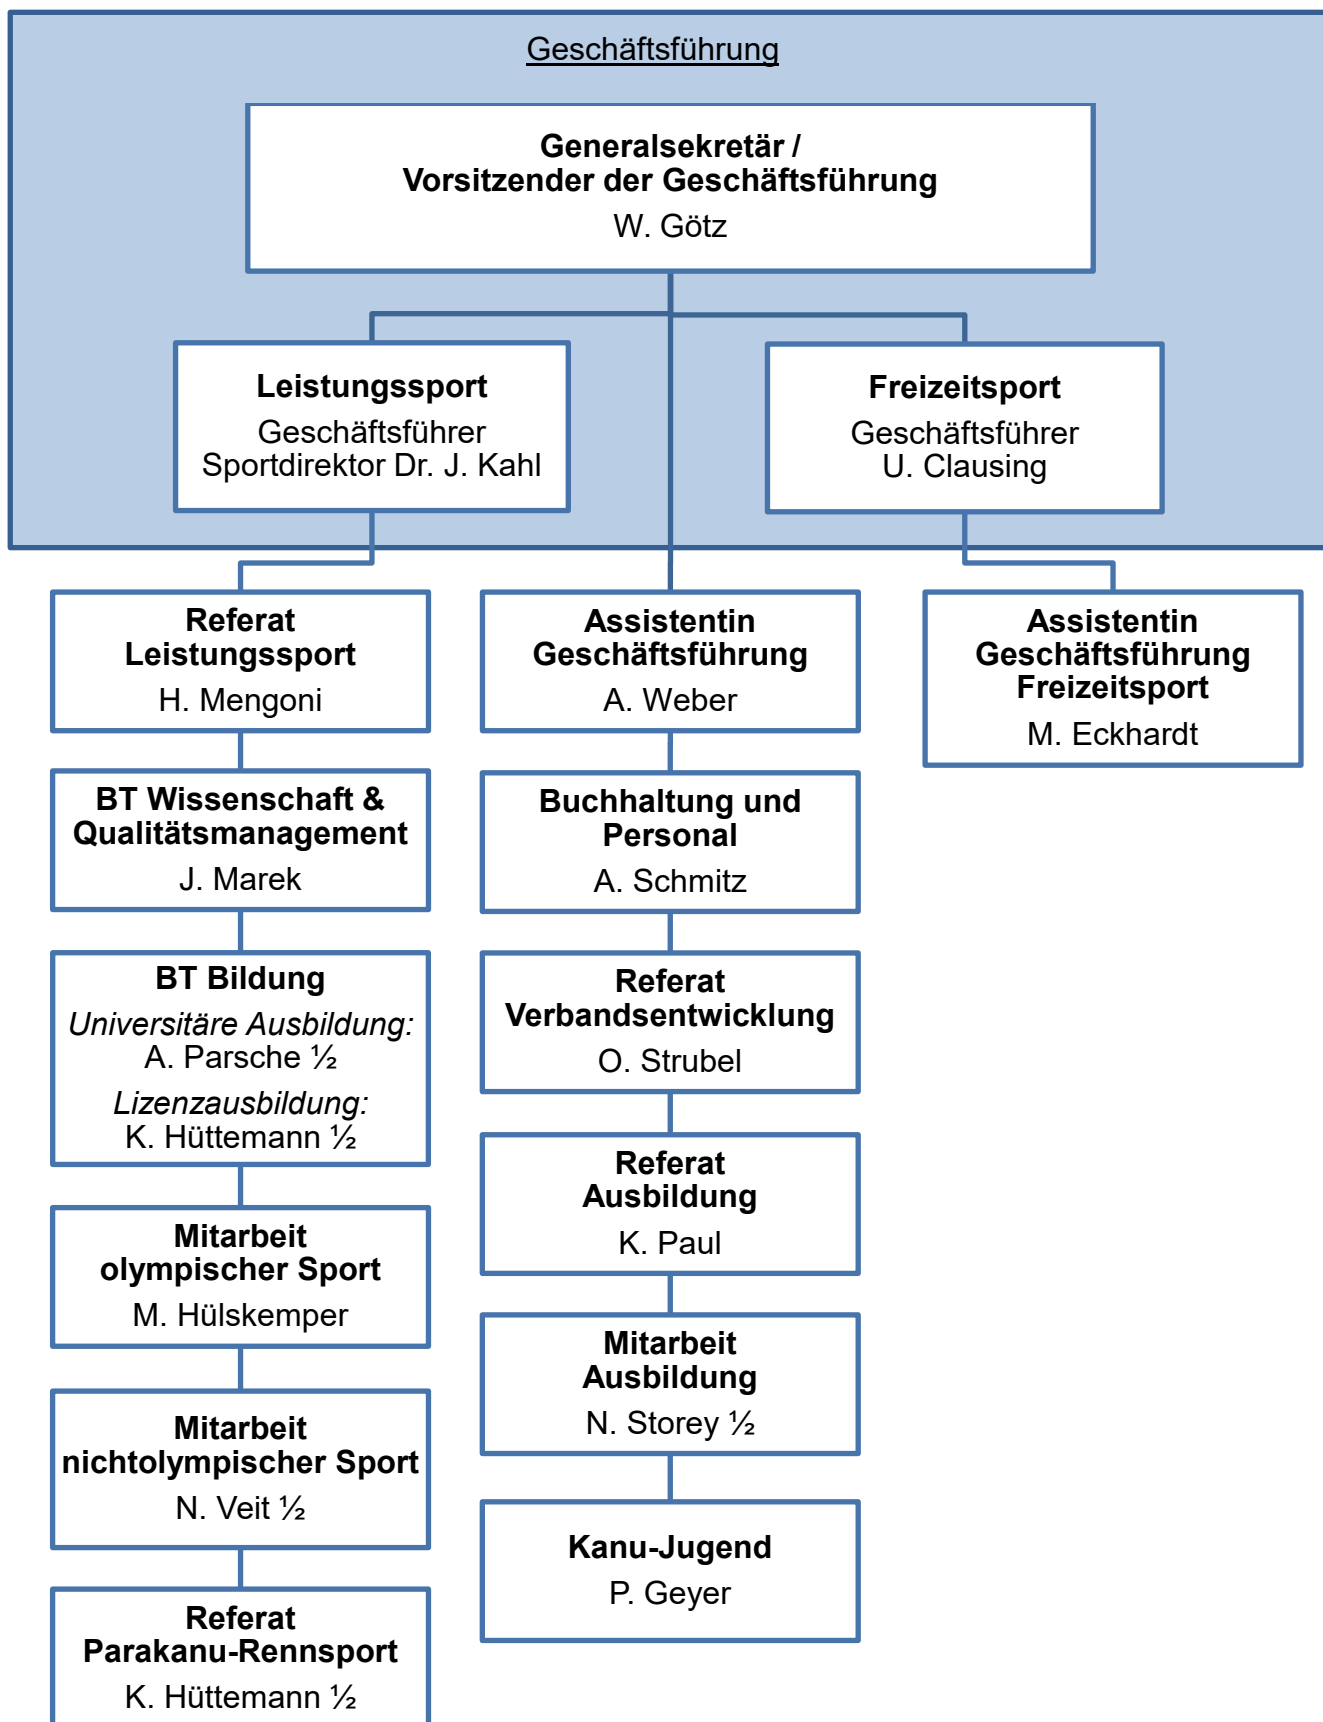 Geschäftsführung
Generalsekretär /
Vorsitzender der Geschäftsführung
W. Götz
Leistungssport
Geschäftsführer
Sportdirektor Dr. J. Kahl
Freizeitsport
Geschäftsführer
U. Clausing
Referat
Leistungssport
H. Mengoni
BT Wissenschaft &
Qualitätsmanagement
J. Marek
BT Bildung
Universitäre Ausbildung:
A. Parsche ½
Lizenzausbildung:
K. Hüttemann ½
Mitarbeit
olympischer Sport
M. Hülskemper
Mitarbeit
nichtolympischer Sport
N. Veit ½
Referat
Parakanu-Rennsport
K. Hüttemann ½
Assistentin
Geschäftsführung
A. Weber
Buchhaltung und
Personal
A. Schmitz
Referat
Verbandsentwicklung
O. Strubel
Referat
Ausbildung
K. Paul
Mitarbeit
Ausbildung
N. Storey ½
Kanu-Jugend
P. Geyer
Assistentin
Geschäftsführung
Freizeitsport
M. Eckhardt